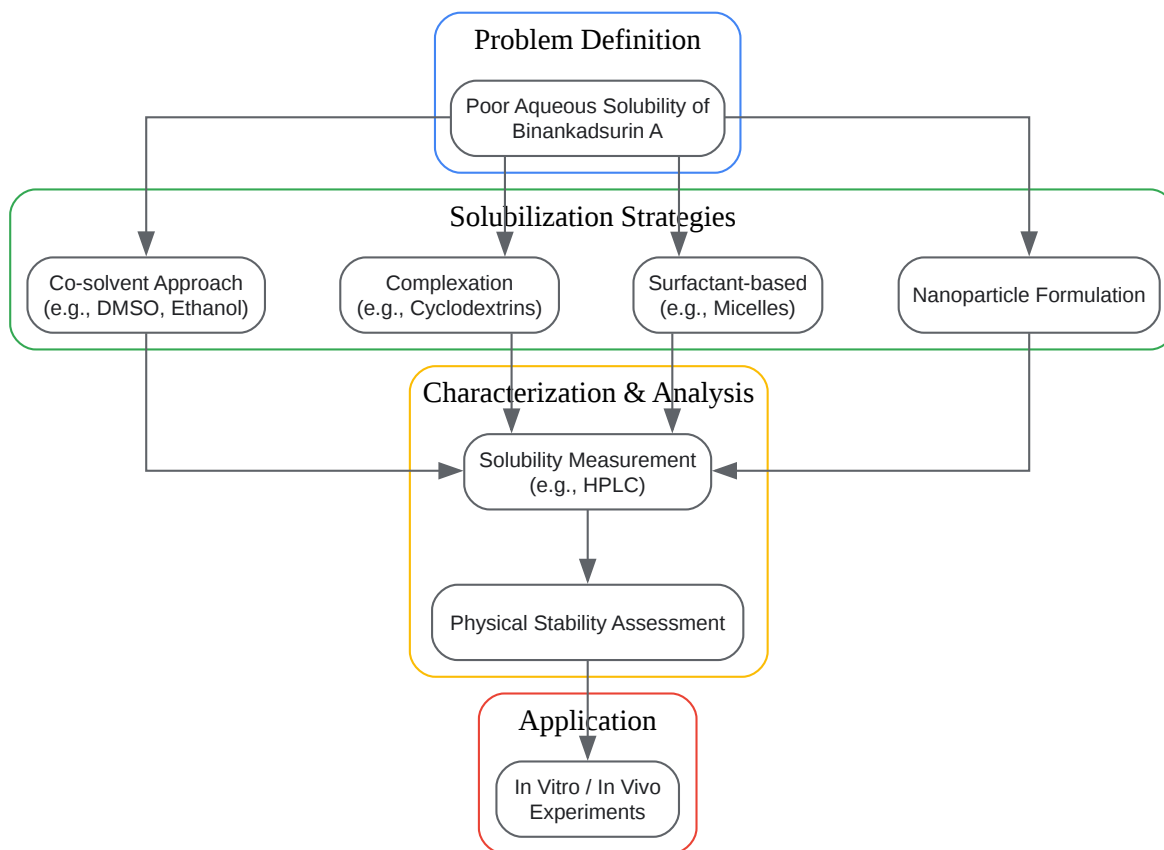 Problem Definition
Poor Aqueous Solubility of
Binankadsurin A
Solubilization Strategies
Co-solvent Approach
(e.g., DMSO, Ethanol)
Complexation
(e.g., Cyclodextrins)
Surfactant-based
(e.g., Micelles)
Nanoparticle Formulation
Characterization & Analysis
Solubility Measurement
(e.g., HPLC)
Physical Stability Assessment
Application
In Vitro / In Vivo
Experiments